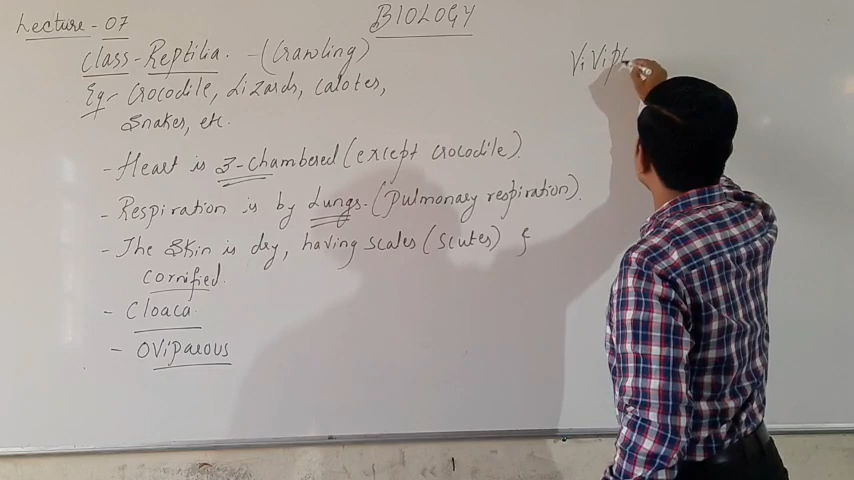 Lecture - 07
BIOLOGY
Class - Reptilia. - (Crawling)
Eg - Crocodile, Lizards, Calotes,
Snakes, etc.
- Heart is 3-chambered (except crocodile).
- Respiration is by Lungs. (Pulmonary respiration).
- The Skin is dry, having scales (scutes) &
cornified.
- Cloaca
- Oviparous
Vivip